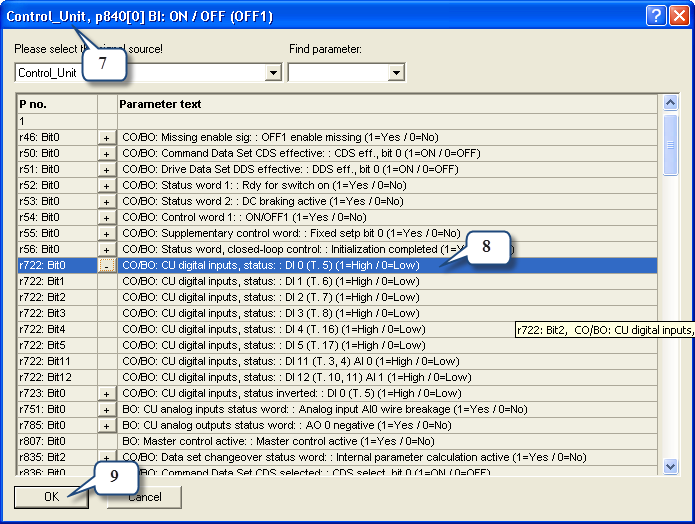 Control_Unit, p840[0] BI: ON / OFF (OFF1)
7
Please select the signal source!
Find parameter:
Control_Unit
P no.
Parameter text
1
r46: Bit0 + CO/BO: Missing enable sig: : OFF1 enable missing (1=Yes / 0=No)
r50: Bit0 + CO/BO: Command Data Set CDS effective: : CDS eff., bit 0 (1=ON / 0=OFF)
r51: Bit0 + CO/BO: Drive Data Set DDS effective: : DDS eff., bit 0 (1=ON / 0=OFF)
r52: Bit0 + CO/BO: Status word 1: : Rdy for switch on (1=Yes / 0=No)
r53: Bit0 + CO/BO: Status word 2: : DC braking active (1=Yes / 0=No)
r54: Bit0 + CO/BO: Control word 1: : ON/OFF1 (1=Yes / 0=No)
r55: Bit0 + CO/BO: Supplementary control word: : Fixed setp bit 0 (1=Yes / 0=No)
r56: Bit0 + CO/BO: Status word, closed-loop control: : Initialization completed (1=Yes / 0=No)
8
r722: Bit0 - CO/BO: CU digital inputs, status: : DI 0 (T. 5) (1=High / 0=Low)
r722: Bit1 CO/BO: CU digital inputs, status: : DI 1 (T. 6) (1=High / 0=Low)
r722: Bit2 CO/BO: CU digital inputs, status: : DI 2 (T. 7) (1=High / 0=Low)
r722: Bit3 CO/BO: CU digital inputs, status: : DI 3 (T. 8) (1=High / 0=Low)
r722: Bit4 CO/BO: CU digital inputs, status: : DI 4 (T. 16) (1=High / 0=Low)
r722: Bit2, CO/BO: CU digital inputs,
r722: Bit5 CO/BO: CU digital inputs, status: : DI 5 (T. 17) (1=High / 0=Low)
r722: Bit11 CO/BO: CU digital inputs, status: : DI 11 (T. 3, 4) AI 0 (1=High / 0=Low)
r722: Bit12 CO/BO: CU digital inputs, status: : DI 12 (T. 10, 11) AI 1 (1=High / 0=Low)
r723: Bit0 + CO/BO: CU digital inputs, status inverted: : DI 0 (T. 5) (1=High / 0=Low)
r751: Bit0 + BO: CU analog inputs status word: : Analog input AI0 wire breakage (1=Yes / 0=No)
r785: Bit0 + BO: CU analog outputs status word: : AO 0 negative (1=Yes / 0=No)
r807: Bit0 BO: Master control active: : Master control active (1=Yes / 0=No)
r835: Bit2 + CO/BO: Data set changeover status word: : Internal parameter calculation active (1=Yes / 0=No)
r836: Bit0 + CO/BO: Command Data Set CDS selected: : CDS select., bit 0 (1=ON / 0=OFF)
9
OK
Cancel